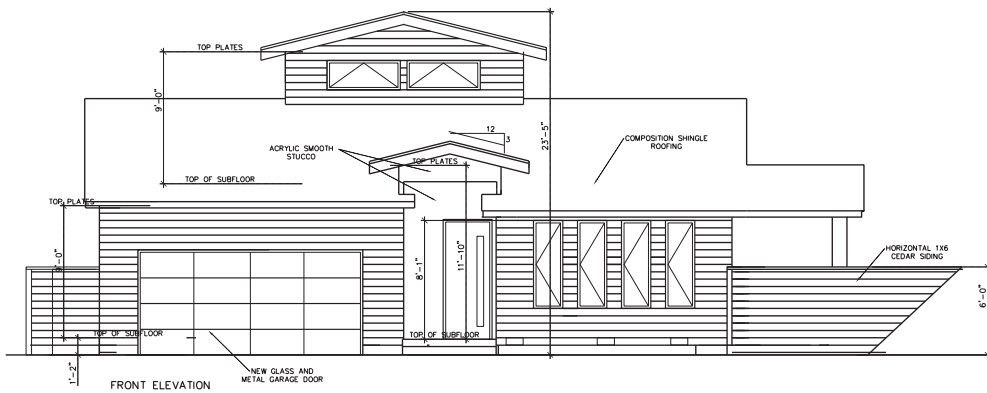 TOP PLATES
9'-0"
23'-5"
12
3
ACRYLIC SMOOTH
STUCCO
COMPOSITION SHINGLE
ROOFING
TOP PLATES
TOP OF SUBFLOOR
TOP PLATES
9'-0"
8'-1"
11'-10"
HORIZONTAL 1X6
CEDAR SIDING
6'-0"
TOP OF SUBFLOOR
TOP OF SUBFLOOR
1'-2"
NEW GLASS AND
METAL GARAGE DOOR
FRONT ELEVATION